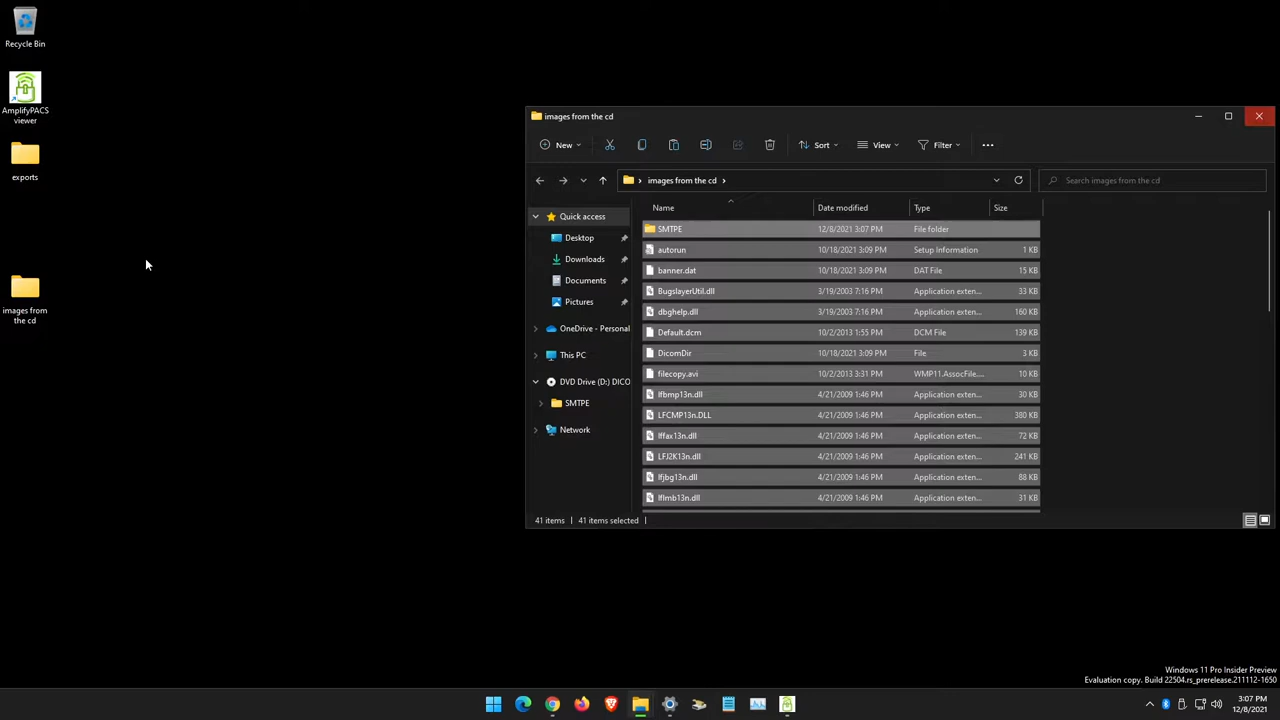 Recycle Bin
AmplifyPACS
viewer
exports
images from
the cd
images from the cd
New
Sort
View
Filter
images from the cd
Search images from the cd
Name
Date modified
Type
Size
Quick access
Desktop
Downloads
Documents
Pictures
OneDrive - Personal
This PC
DVD Drive (D:) DICO
SMTPE
Network
SMTPE 12/8/2021 3:07 PM File folder
autorun 10/18/2021 3:09 PM Setup Information 1 KB
banner.dat 10/18/2021 3:09 PM DAT File 15 KB
BugslayerUtil.dll 3/19/2003 7:16 PM Application exten... 33 KB
dbghelp.dll 3/19/2003 7:16 PM Application exten... 160 KB
Default.dcm 10/2/2013 1:55 PM DCM File 139 KB
DicomDir 10/18/2021 3:09 PM File 3 KB
filecopy.avi 10/2/2013 3:31 PM WMP11.AssocFile.... 10 KB
lfbmp13n.dll 4/21/2009 1:46 PM Application exten... 30 KB
LFCMP13n.DLL 4/21/2009 1:46 PM Application exten... 380 KB
lffax13n.dll 4/21/2009 1:46 PM Application exten... 72 KB
LFJ2K13n.dll 4/21/2009 1:46 PM Application exten... 241 KB
lfjbg13n.dll 4/21/2009 1:46 PM Application exten... 88 KB
lflmb13n.dll 4/21/2009 1:46 PM Application exten... 31 KB
41 items
41 items selected
Windows 11 Pro Insider Preview
Evaluation copy. Build 22504.rs_prerelease.211112-1650
3:07 PM
12/8/2021